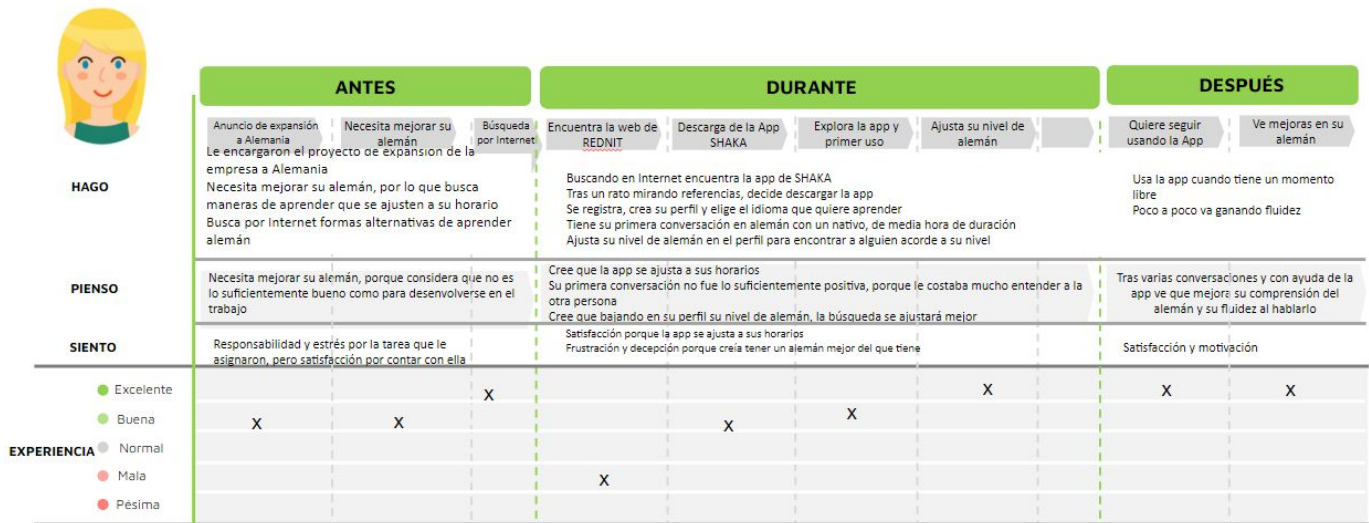 ANTES
DURANTE
DESPUÉS
Anuncio de expansión
a Alemania
Necesita mejorar su
alemán
Búsqueda
por Internet
Encuentra la web de
REDNIT
Descarga de la App
SHAKA
Explora la app y
primer uso
Ajusta su nivel de
alemán
Quiere seguir
usando la App
Ve mejoras en su
alemán
HAGO
Le encargaron el proyecto de expansión de la
empresa a Alemania
Necesita mejorar su alemán, por lo que busca
maneras de aprender que se ajusten a su horario
Busca por Internet formas alternativas de aprender
alemán
Buscando en Internet encuentra la app de SHAKA
Tras un rato mirando referencias, decide descargar la app
Se registra, crea su perfil y elige el idioma que quiere aprender
Tiene su primera conversación en alemán con un nativo, de media hora de duración
Ajusta su nivel de alemán en el perfil para encontrar a alguien acorde a su nivel
Usa la app cuando tiene un momento
libre
Poco a poco va ganando fluidez
PIENSO
Necesita mejorar su alemán, porque considera que no es
lo suficientemente bueno como para desenvolverse en el
trabajo
Cree que la app se ajusta a sus horarios
Su primera conversación no fue lo suficientemente positiva, porque le costaba mucho entender a la
otra persona
Cree que bajando en su perfil su nivel de alemán, la búsqueda se ajustará mejor
Tras varias conversaciones y con ayuda de la
app ve que mejora su comprensión del
alemán y su fluidez al hablarlo
SIENTO
Responsabilidad y estrés por la tarea que le
asignaron, pero satisfacción por contar con ella
Satisfacción porque la app se ajusta a sus horarios
Frustración y decepción porque creía tener un alemán mejor del que tiene
Satisfacción y motivación
EXPERIENCIA
Excelente
X
X
X
X
Buena
X
X
X
X
Normal
Mala
X
Pésima